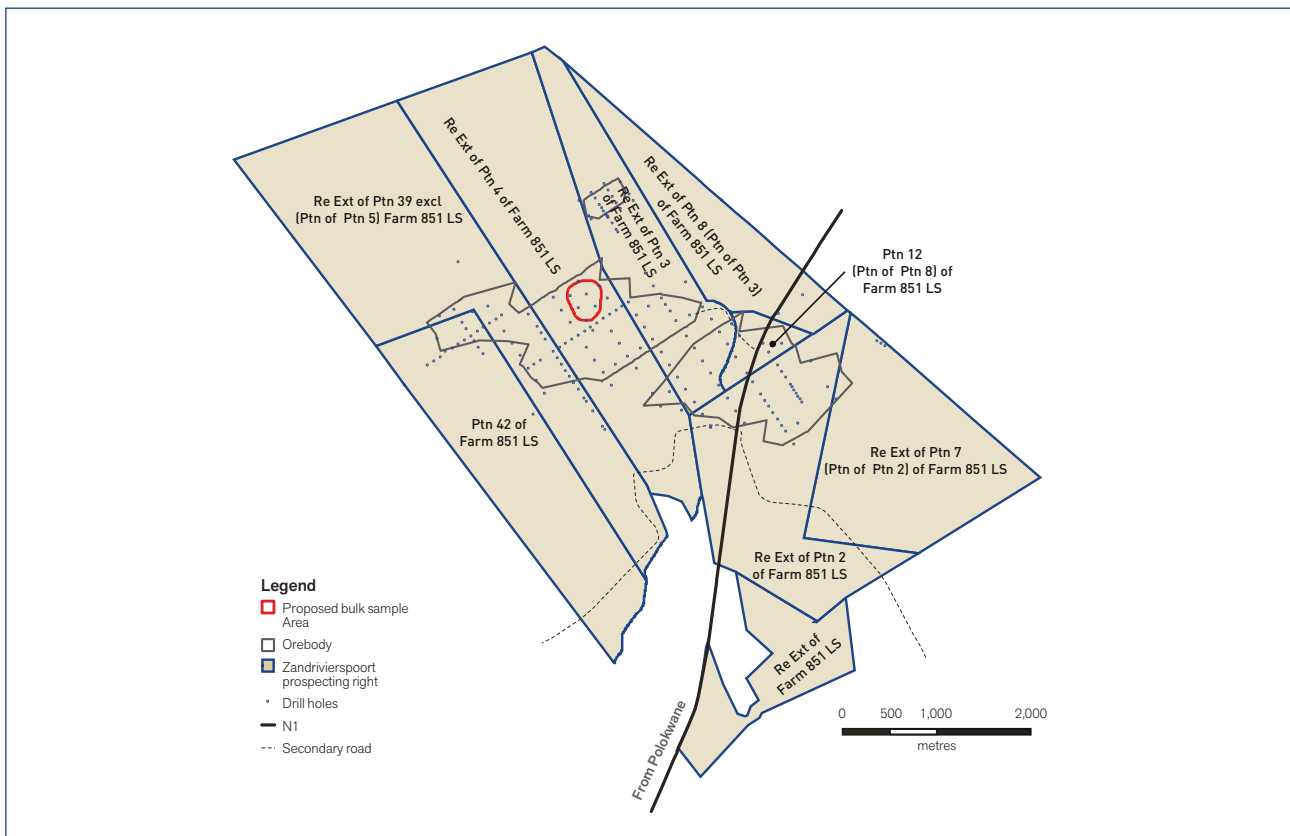 Re Ext of Ptn 39 excl
(Ptn of Ptn 5) Farm 851 LS
Re Ext of Ptn 4 of Farm 851 LS
Re Ext of Ptn 3
of Farm 851 LS
Re Ext of Ptn 8 (Ptn of Ptn 3)
of Farm 851 LS
Ptn 12
(Ptn of Ptn 8) of
Farm 851 LS
Ptn 42 of
Farm 851 LS
Re Ext of Ptn 7
(Ptn of Ptn 2) of Farm 851 LS
Re Ext of Ptn 2
of Farm 851 LS
Re Ext of
Farm 851 LS
From Polokwane
Legend
Proposed bulk sample
Area
Orebody
Zandrivierspoort
prospecting right
Drill holes
N1
Secondary road
0 500 1,000 2,000
metres